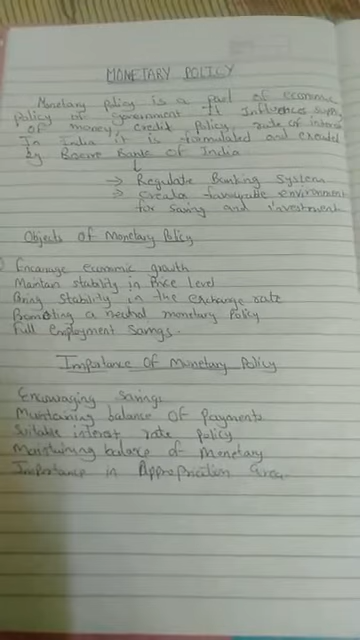 MONETARY POLICY
Monetary policy is a part of economic
policy of government It Influences supply
of money, credit policy, rate of interest
In India it is formulated and created
by Bank of India
→ Regulate Banking System
→ Creata favourable environment
for saving and investment
Objects of Monetary Policy
Encourage economic growth
Maintain stability in Price level
Bring Stability in the exchange rate
Promoting a neutral monetary Policy
Full Employment Savings.
Importance Of Monetary Policy
Encouraging Savings
Maintaining balance of Payments
Suitable interest rate policy
Maintaining balance of Monetary
Importance in Area.